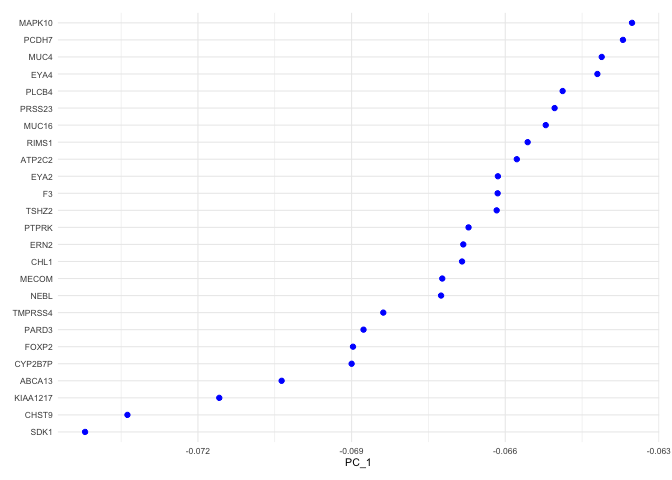 MAPK10
PCDH7
MUC4
EYA4
PLCB4
PRSS23
MUC16
RIMS1
ATP2C2
EYA2
F3
TSHZ2
PTPRK
ERN2
CHL1
MECOM
NEBL
TMPRSS4
PARD3
FOXP2
CYP2B7P
ABCA13
KIAA1217
CHST9
SDK1
-0.072 -0.069 -0.066 -0.063
PC_1